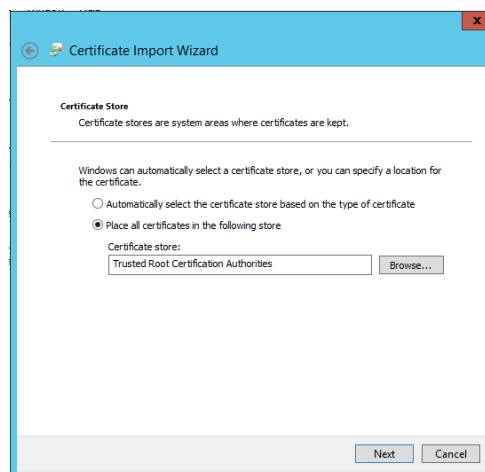 x
Certificate Import Wizard
Certificate Store
Certificate stores are system areas where certificates are kept.
Windows can automatically select a certificate store, or you can specify a location for
the certificate.
Automatically select the certificate store based on the type of certificate
Place all certificates in the following store
Certificate store:
Trusted Root Certification Authorities
Browse...
Next
Cancel